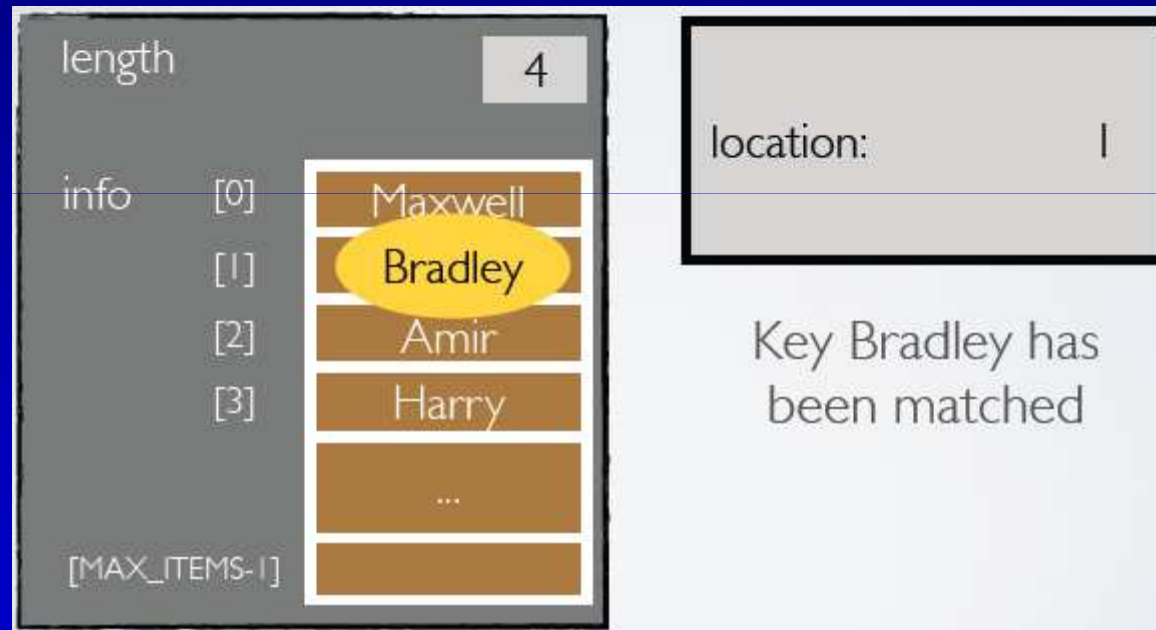 length 4
info [0] Maxwell
[1] Bradley
[2] Amir
[3] Harry
...
[MAX_ITEMS-1]
location: 1
Key Bradley has
been matched